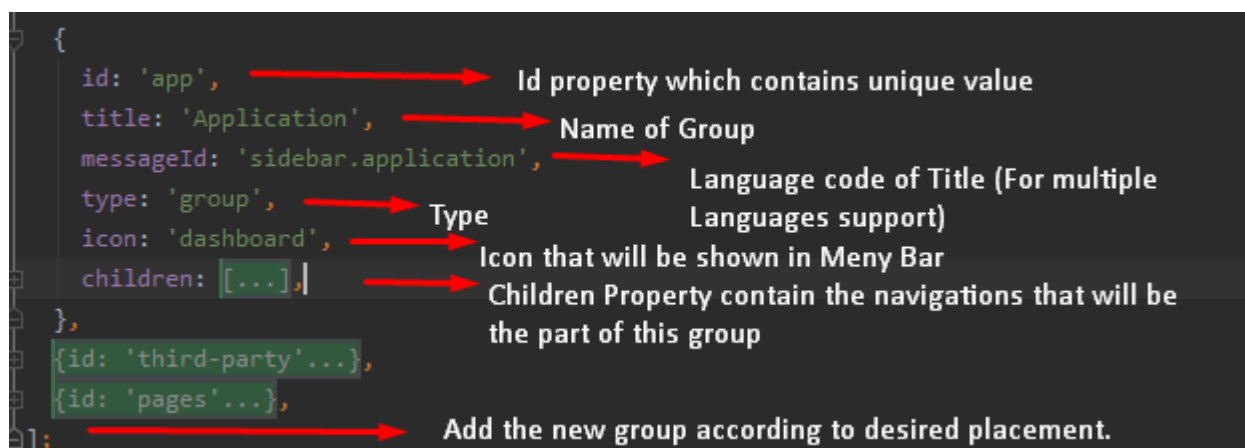 {
id: 'app', Id property which contains unique value
title: 'Application', Name of Group
messageId: 'sidebar.application', Language code of Title (For multiple
Languages support)
type: 'group', Type
icon: 'dashboard', Icon that will be shown in Meny Bar
children: [...], Children Property contain the navigations that will be
the part of this group
},
{id: 'third-party'...},
{id: 'pages'...},
]; Add the new group according to desired placement.